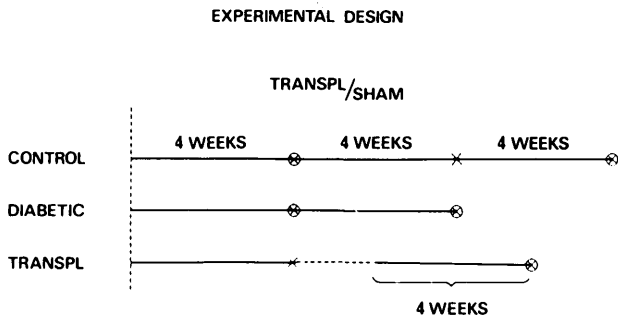 EXPERIMENTAL DESIGN
TRANSPL/SHAM
4 WEEKS 4 WEEKS 4 WEEKS
CONTROL
DIABETIC
TRANSPL
4 WEEKS